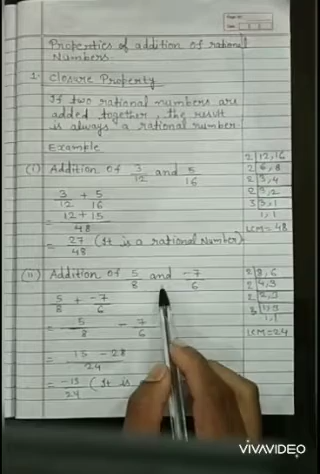 Properties of addition of rational
Numbers
1. Closure Property
If two rational numbers are
added together, the result
is always a rational number
Example
(i) Addition of 3/12 and 5/16
3/12 + 5/16
= 12+15/48
= 27/48 (It is a rational Number)
2 | 12, 16
2 | 6, 8
2 | 3, 4
2 | 3, 2
3 | 3, 1
1, 1
LCM = 48
(ii) Addition of 5/8 and -7/6
5/8 + -7/6
= 5/8 - 7/6
= 15 - 28/24
= -13/24 (It is
2 | 8, 6
2 | 4, 3
2 | 2, 3
3 | 1, 3
1, 1
LCM = 24
VIVAVIDEO